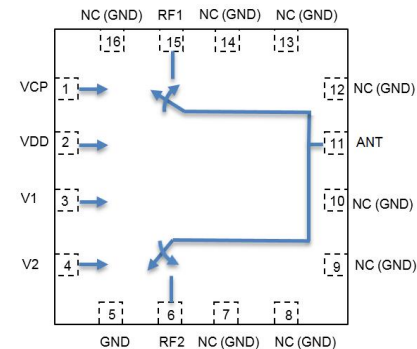 NC (GND) RF1 NC (GND) NC (GND)
16 15 14 13
VCP 1 12 NC (GND)
VDD 2 11 ANT
V1 3 10 NC (GND)
V2 4 9 NC (GND)
5 6 7 8
GND RF2 NC (GND) NC (GND)